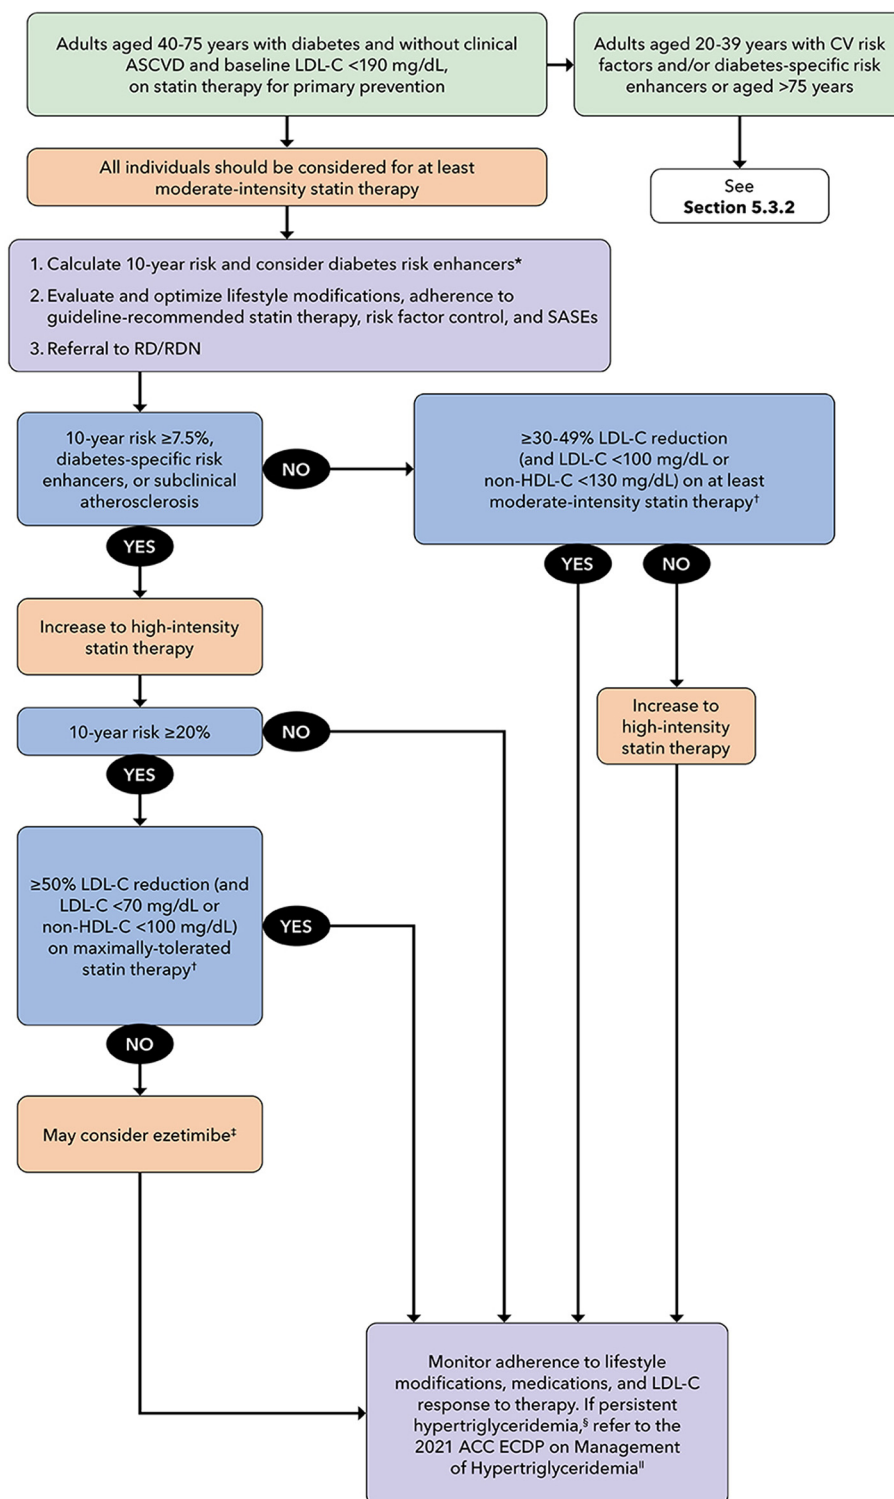 Adults aged 40-75 years with diabetes and without clinical
ASCVD and baseline LDL-C <190 mg/dL,
on statin therapy for primary prevention
Adults aged 20-39 years with CV risk
factors and/or diabetes-specific risk
enhancers or aged >75 years
All individuals should be considered for at least
moderate-intensity statin therapy
See
Section 5.3.2
1. Calculate 10-year risk and consider diabetes risk enhancers*
2. Evaluate and optimize lifestyle modifications, adherence to
guideline-recommended statin therapy, risk factor control, and SASEs
3. Referral to RD/RDN
10-year risk ≥7.5%,
diabetes-specific risk
enhancers, or subclinical
atherosclerosis
NO
≥30-49% LDL-C reduction
(and LDL-C <100 mg/dL or
non-HDL-C <130 mg/dL) on at least
moderate-intensity statin therapy†
YES
YES
NO
Increase to high-intensity
statin therapy
Increase to
high-intensity
statin therapy
10-year risk ≥20%
NO
YES
≥50% LDL-C reduction (and
LDL-C <70 mg/dL or
non-HDL-C <100 mg/dL)
on maximally-tolerated
statin therapy†
YES
NO
May consider ezetimibe‡
Monitor adherence to lifestyle
modifications, medications, and LDL-C
response to therapy. If persistent
hypertriglyceridemia,§ refer to the
2021 ACC ECDP on Management
of Hypertriglyceridemia‖